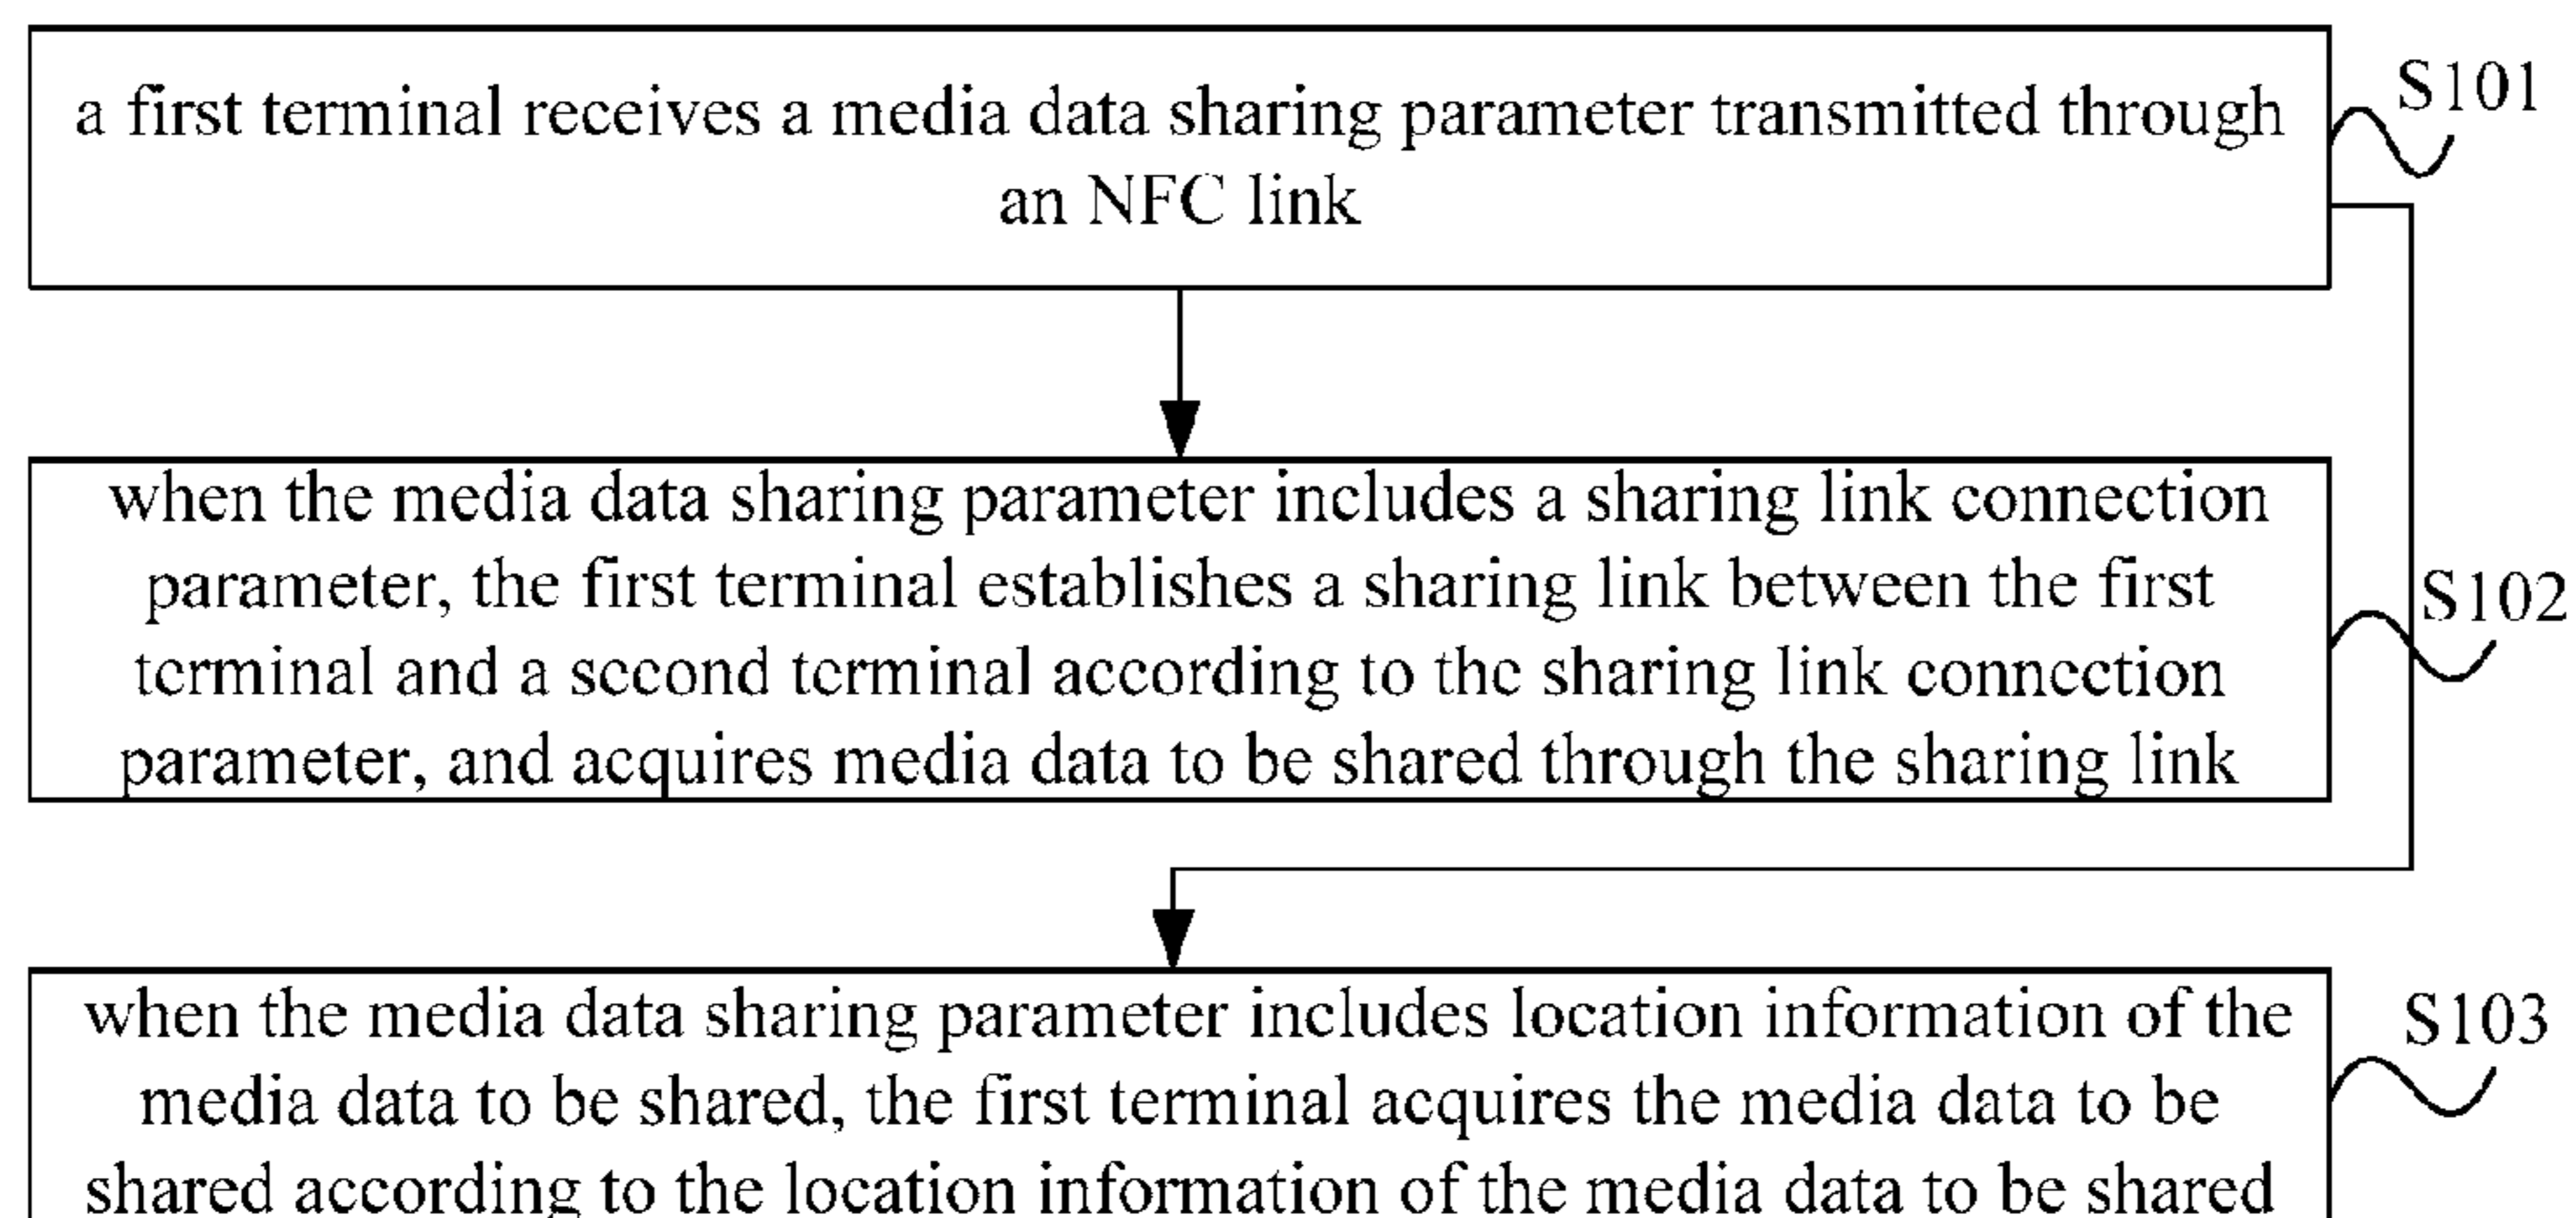 a first terminal receives a media data sharing parameter transmitted through
an NFC link
S101
when the media data sharing parameter includes a sharing link connection
parameter, the first terminal establishes a sharing link between the first
terminal and a second terminal according to the sharing link connection
parameter, and acquires media data to be shared through the sharing link
S102
when the media data sharing parameter includes location information of the
media data to be shared, the first terminal acquires the media data to be
shared according to the location information of the media data to be shared
S103